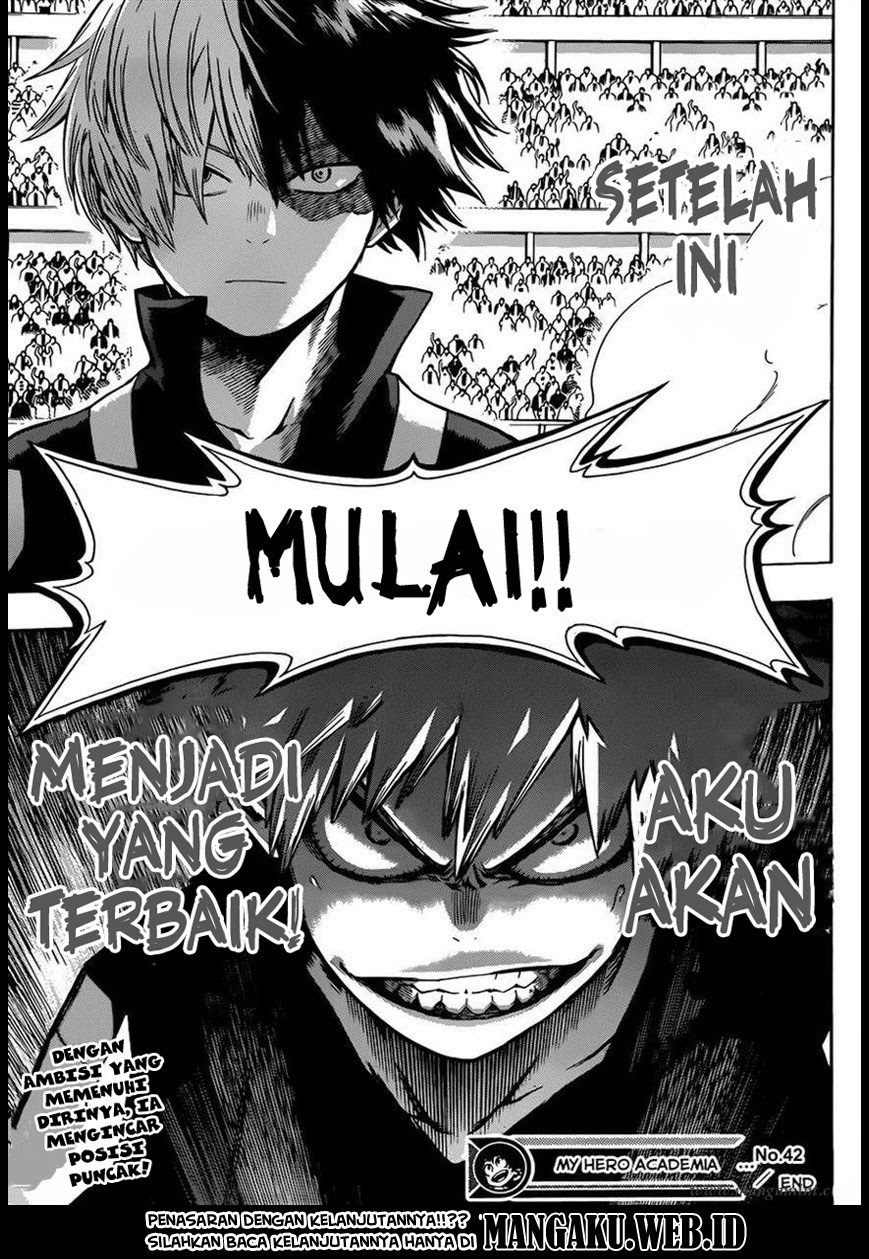 SETELAH
INI
MULAI!!
AKU
AKAN
MENJADI
YANG
TERBAIK!
DENGAN
AMBISI YANG
MEMENUHI
DIRINYA, IA
MENGINCAR
POSISI
PUNCAK!
MY HERO ACADEMIA ...No.42
/ END
PENASARAN DENGAN KELANJUTANNYA!!??
SILAHKAN BACA KELANJUTANNYA HANYA DI MANGAKU.WEB.ID